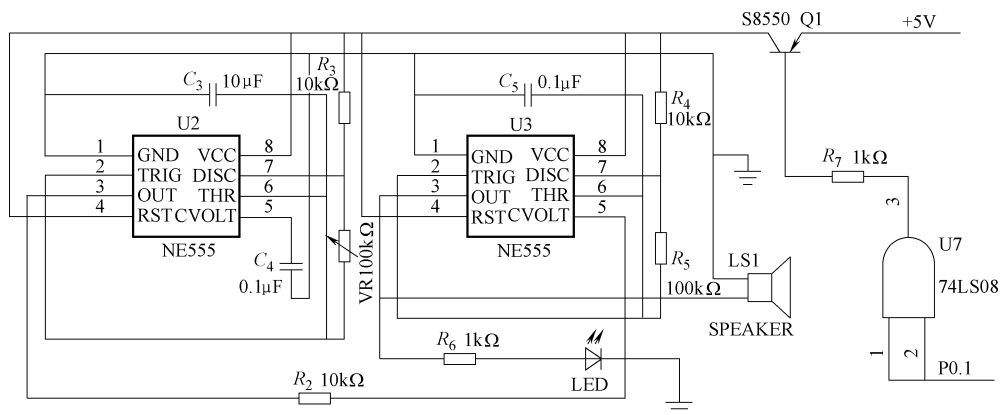 S8550 Q1
+5V
C3 10μF
R3
10kΩ
C5 0.1μF
R4
10kΩ
U2
U3
1 GND VCC 8
2 TRIG DISC 7
3 OUT THR 6
4 RST CVOLT 5
NE555
1 GND VCC 8
2 TRIG DISC 7
3 OUT THR 6
4 RST CVOLT 5
NE555
R7 1kΩ
3
U7
74LS08
C4
0.1μF
VR100kΩ
R5
100kΩ
LS1
SPEAKER
R6 1kΩ
LED
1
2
P0.1
R2 10kΩ